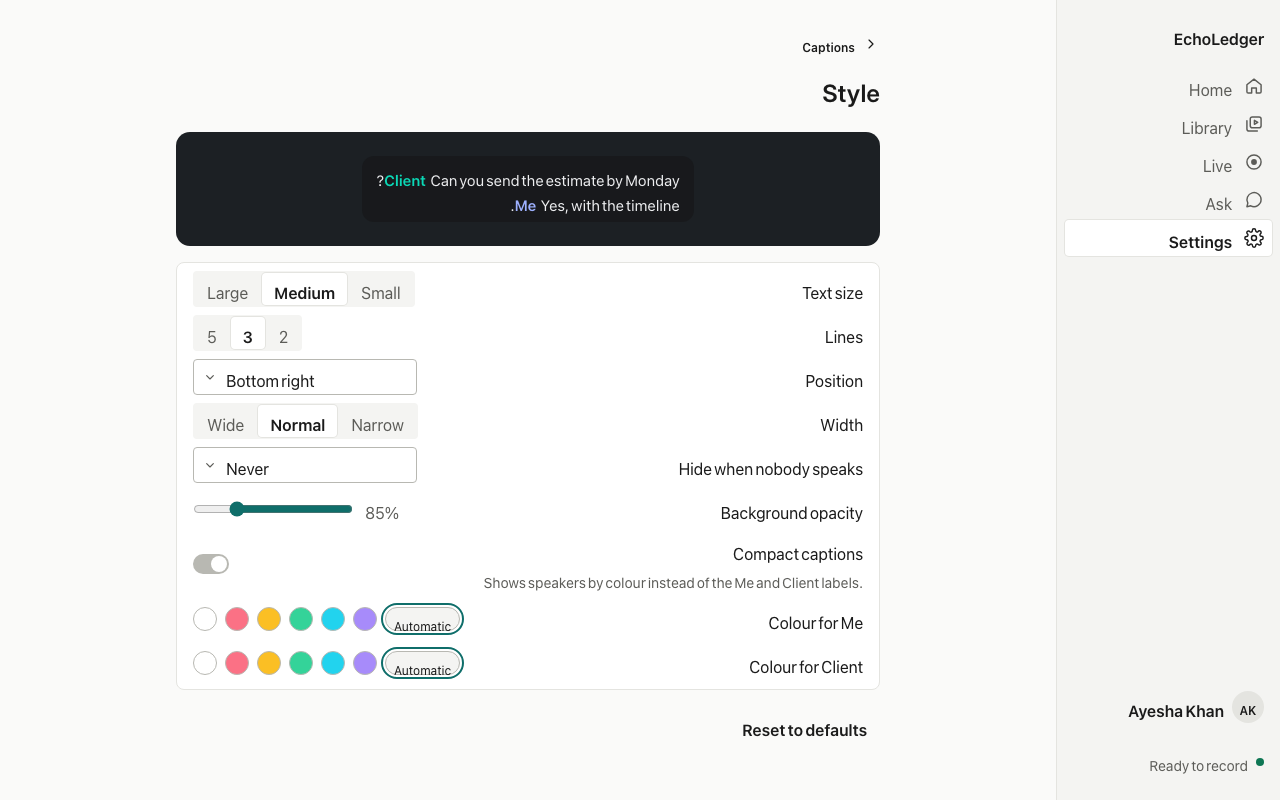 EchoLedger
Home
Library
Live
Ask
Settings
Ayesha Khan
AK
Ready to record
Captions
Style
?Client Can you send the estimate by Monday
.Me Yes, with the timeline
Text size
Small
Medium
Large
Lines
2
3
5
Position
Bottom right
Width
Narrow
Normal
Wide
Hide when nobody speaks
Never
Background opacity
85%
Compact captions
Shows speakers by colour instead of the Me and Client labels.
Colour for Me
Automatic
Colour for Client
Automatic
Reset to defaults